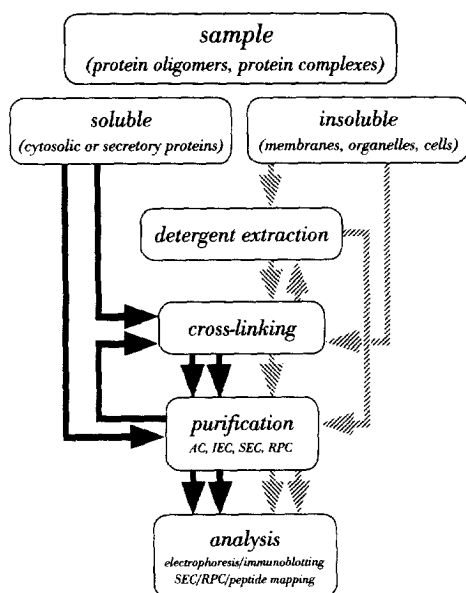 sample
(protein oligomers, protein complexes)
soluble
(cytosolic or secretory proteins)
insoluble
(membranes, organelles, cells)
detergent extraction
cross-linking
purification
AC, IEC, SEC, RPC
analysis
electrophoresis/immunoblotting
SEC/RPC/peptide mapping